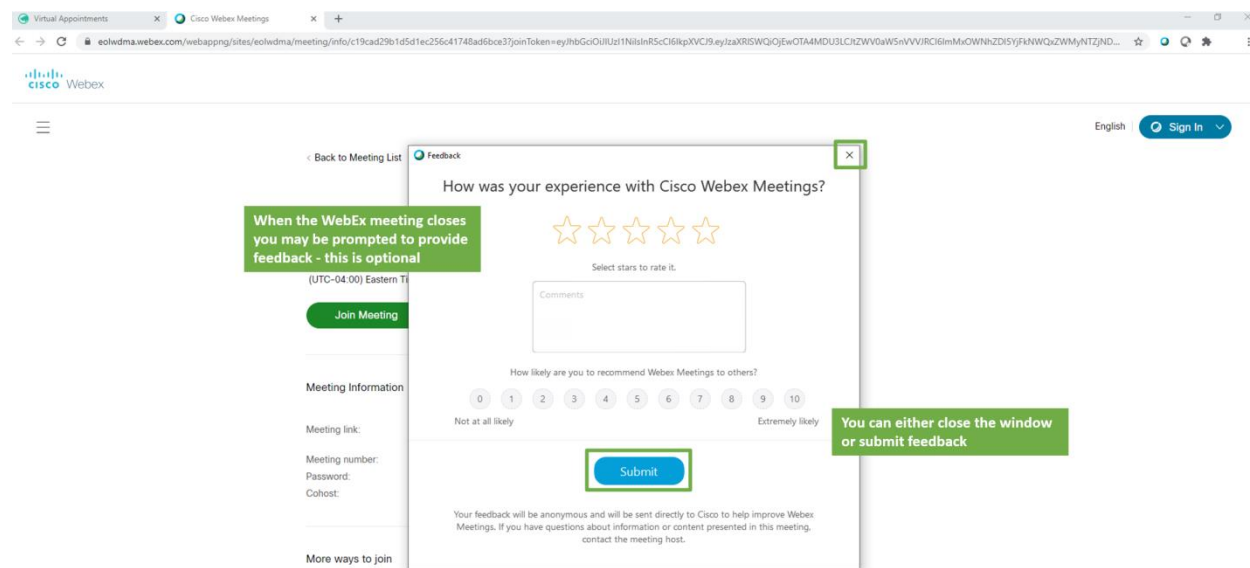 Virtual Appointments
Cisco Webex Meetings
eolwdma.webex.com/webappng/sites/eolwdma/meeting/info/
cisco Webex
English
Sign In
Back to Meeting List
Feedback
How was your experience with Cisco Webex Meetings?
When the WebEx meeting closes
you may be prompted to provide
feedback - this is optional
Select stars to rate it.
(UTC-04:00) Eastern Ti
Comments
Join Meeting
How likely are you to recommend Webex Meetings to others?
Meeting Information
0 1 2 3 4 5 6 7 8 9 10
Not at all likely
Extremely likely
You can either close the window
or submit feedback
Meeting link:
Meeting number:
Password:
Cohost:
Submit
Your feedback will be anonymous and will be sent directly to Cisco to help improve Webex
Meetings. If you have questions about information or content presented in this meeting,
contact the meeting host.
More ways to join